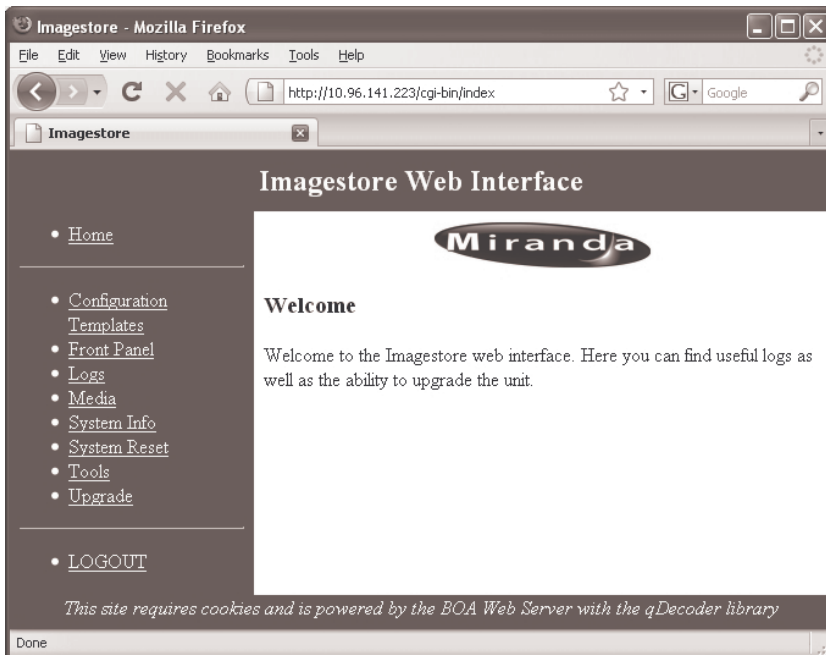 Imagestore - Mozilla Firefox
File Edit View History Bookmarks Tools Help
http://10.96.141.223/cgi-bin/index
G Google
Imagestore
Imagestore Web Interface
Home
Configuration
Templates
Front Panel
Logs
Media
System Info
System Reset
Tools
Upgrade
LOGOUT
Miranda
Welcome
Welcome to the Imagestore web interface. Here you can find useful logs as
well as the ability to upgrade the unit.
This site requires cookies and is powered by the BOA Web Server with the qDecoder library
Done